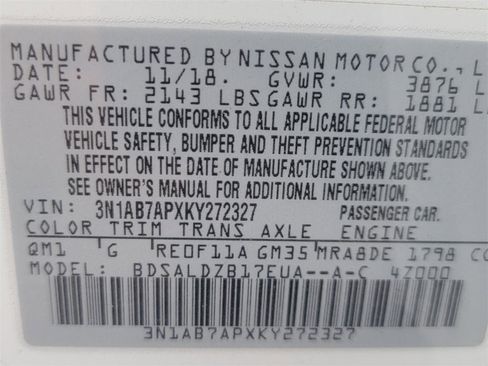 MANUFACTURED BY NISSAN MOTOR CO., L
DATE: 11/18. GVWR: 3876 L
GAWR FR: 2143 LBS GAWR RR: 1881 L
THIS VEHICLE CONFORMS TO ALL APPLICABLE FEDERAL MOTOR
VEHICLE SAFETY, BUMPER AND THEFT PREVENTION STANDARDS
IN EFFECT ON THE DATE OF MANUFACTURE SHOWN ABOVE.
SEE OWNER'S MANUAL FOR ADDITIONAL INFORMATION.
VIN: 3N1AB7APXKY272327 PASSENGER CAR.
COLOR TRIM TRANS AXLE ENGINE
QM1 G RE0F11A GM35 MRA8DE 1798 CC
MODEL: BDSALDZB17EUA--A-C 4Z000
3N1AB7APXKY272327